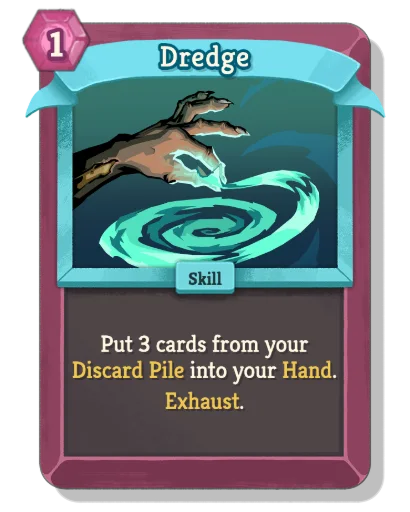 1
Dredge
Skill
Put 3 cards from your
Discard Pile into your Hand.
Exhaust.